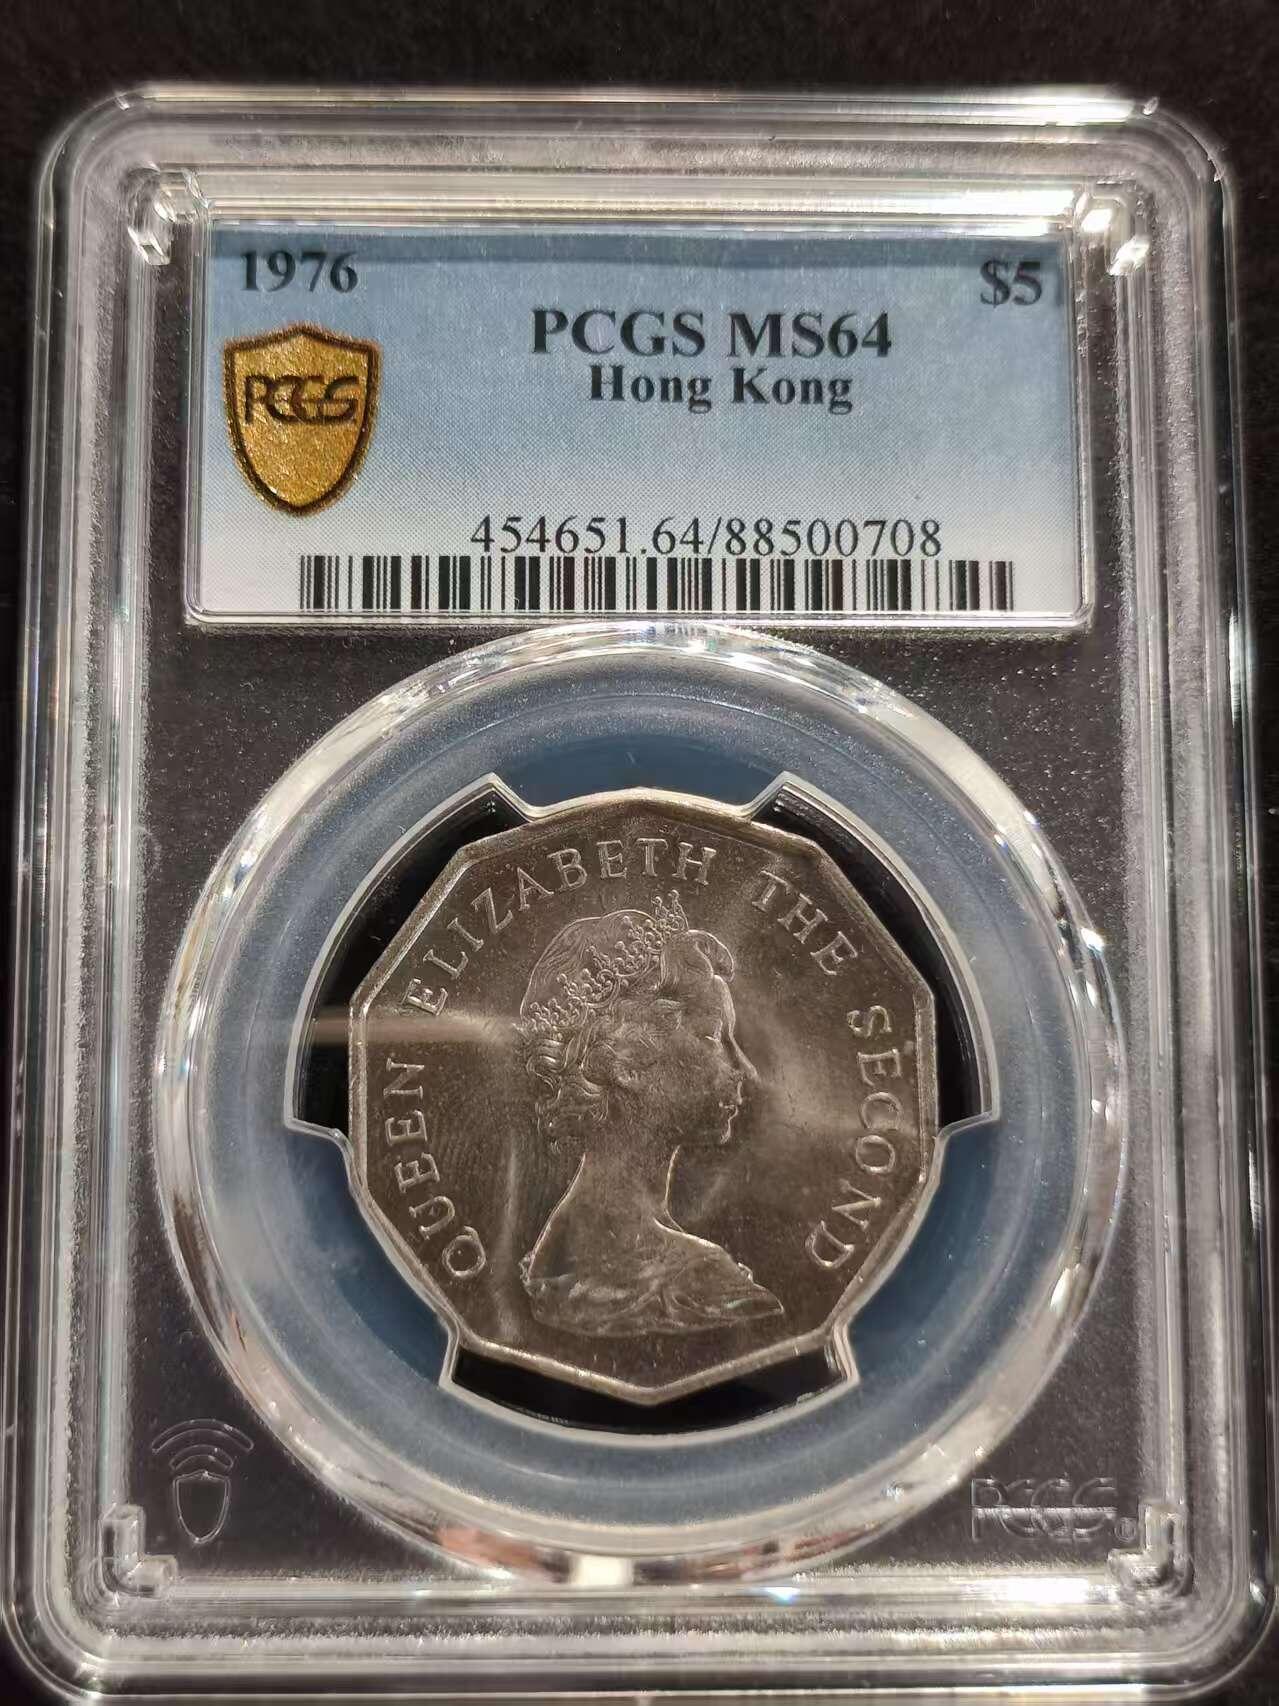 1976
$5
PCGS MS64
Hong Kong
PCGS
454651.64/88500708
QUEEN ELIZABETH THE SECOND
PCGS